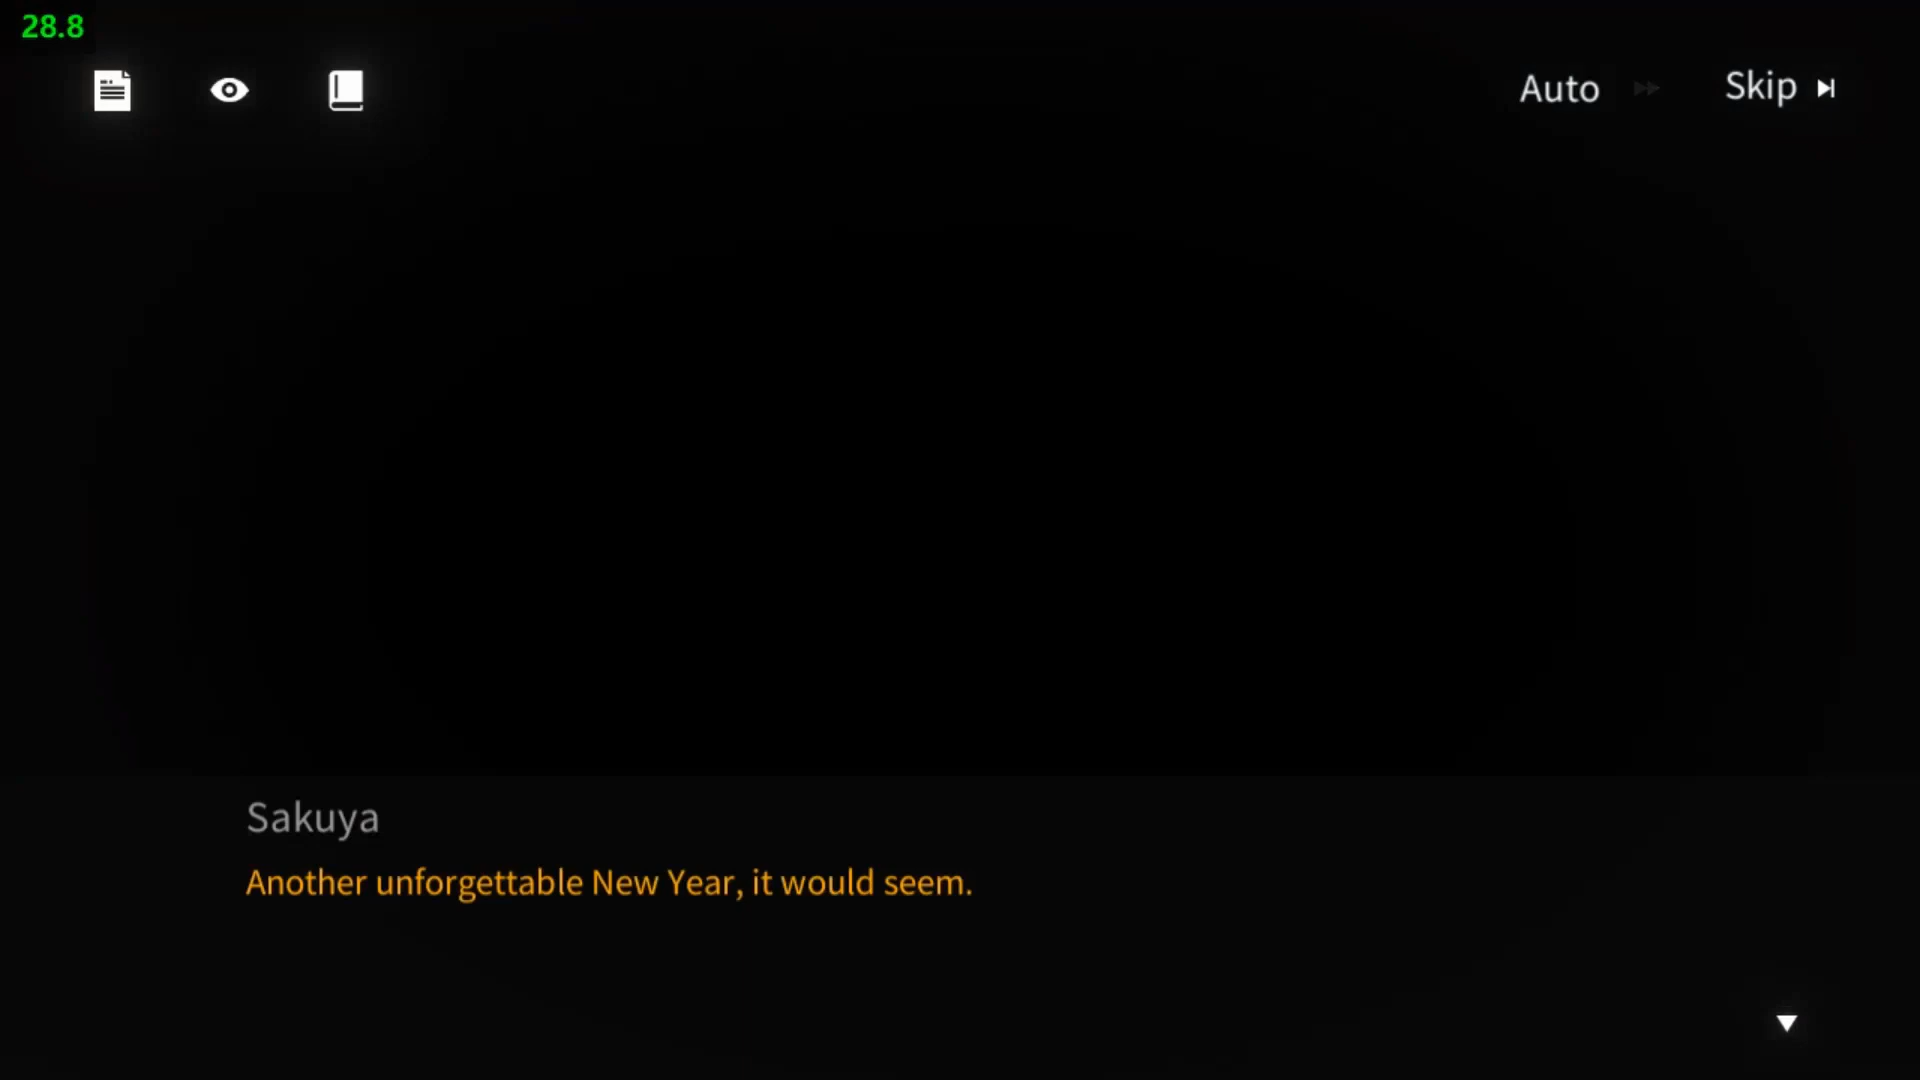 28.8
Auto
Skip
Sakuya
Another unforgettable New Year, it would seem.